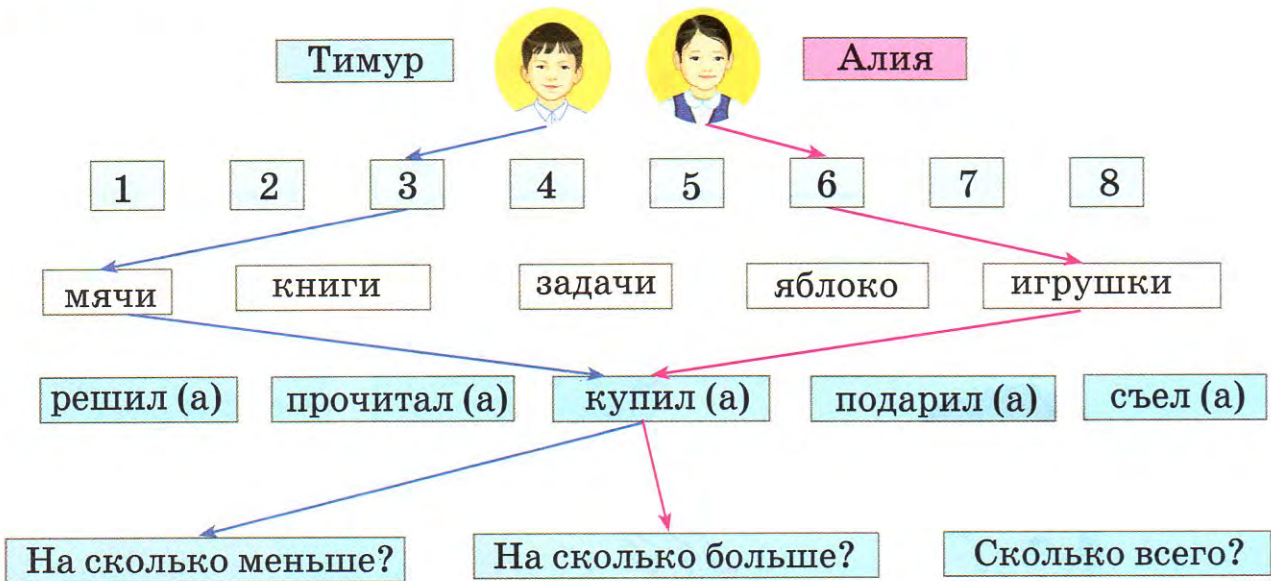 Тимур Алия
1 2 3 4 5 6 7 8
мячи книги задачи яблоко игрушки
решил (а) прочитал (а) купил (а) подарил (а) съел (а)
На сколько меньше? На сколько больше? Сколько всего?